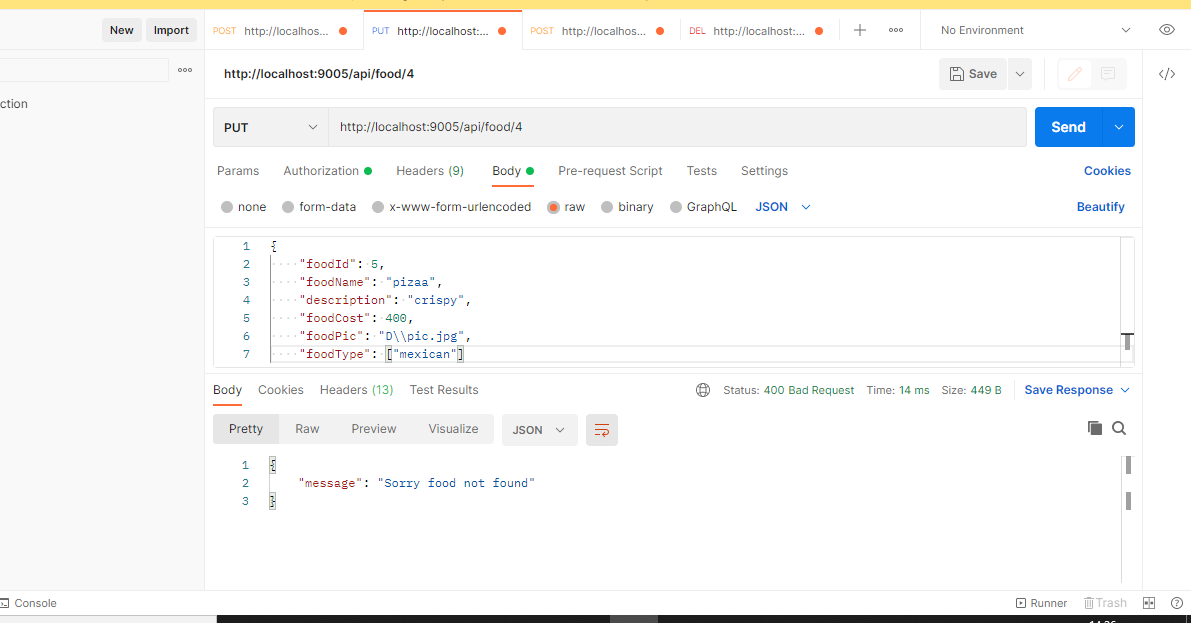 New Import POST http://localhos... PUT http://localhost:... POST http://localhos... DEL http://localhost:... No Environment
http://localhost:9005/api/food/4 Save
ction
PUT http://localhost:9005/api/food/4 Send
Params Authorization Headers (9) Body Pre-request Script Tests Settings Cookies
none form-data x-www-form-urlencoded raw binary GraphQL JSON Beautify
1 {
2 "foodId": 5,
3 "foodName": "pizaa",
4 "description": "crispy",
5 "foodCost": 400,
6 "foodPic": "D\\pic.jpg",
7 "foodType": ["mexican"]
Body Cookies Headers (13) Test Results Status: 400 Bad Request Time: 14 ms Size: 449 B Save Response
Pretty Raw Preview Visualize JSON
1 {
2 "message": "Sorry food not found"
3 }
Console Runner Trash